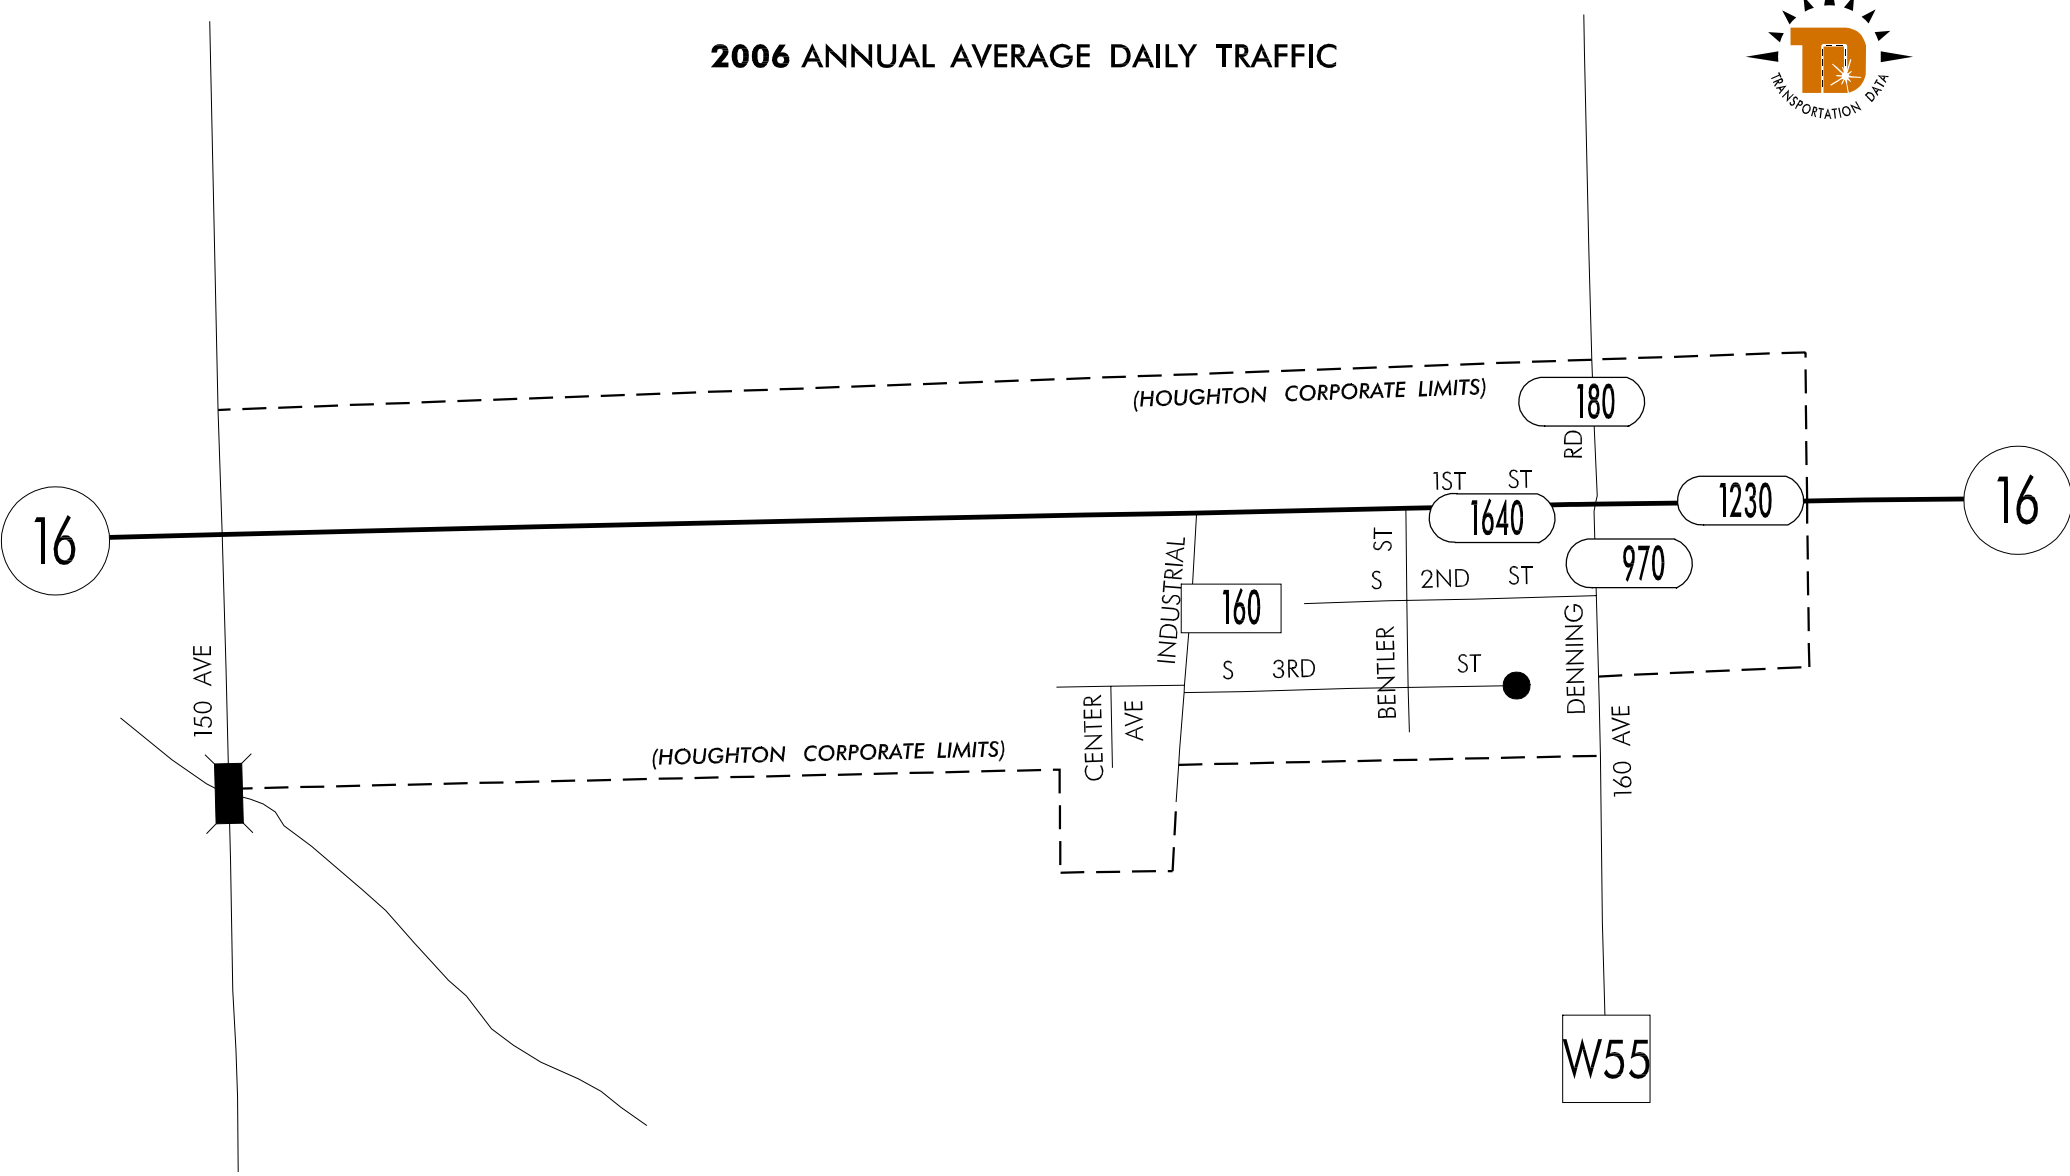 2006 ANNUAL AVERAGE DAILY TRAFFIC
TRANSPORTATION DATA
TD
(HOUGHTON CORPORATE LIMITS)
180
RD
1ST ST
16
1640
1230
16
970
INDUSTRIAL
160
ST
S 2ND ST
BENTLER
DENNING
S 3RD ST
150 AVE
CENTER
AVE
160 AVE
(HOUGHTON CORPORATE LIMITS)
W55